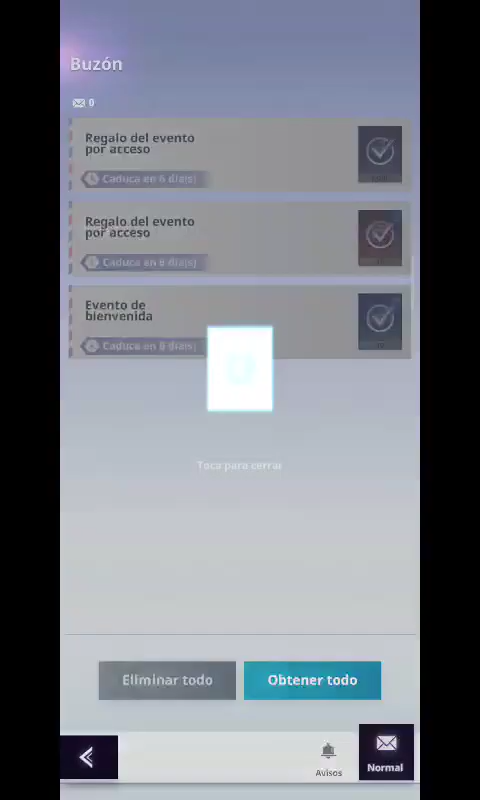 Buzón
0
Regalo del evento
por acceso
Caduca en 6 día(s)
Regalo del evento
por acceso
Caduca en 6 día(s)
Evento de
bienvenida
Caduca en 6 día(s)
Toca para cerrar
Eliminar todo
Obtener todo
Avisos
Normal